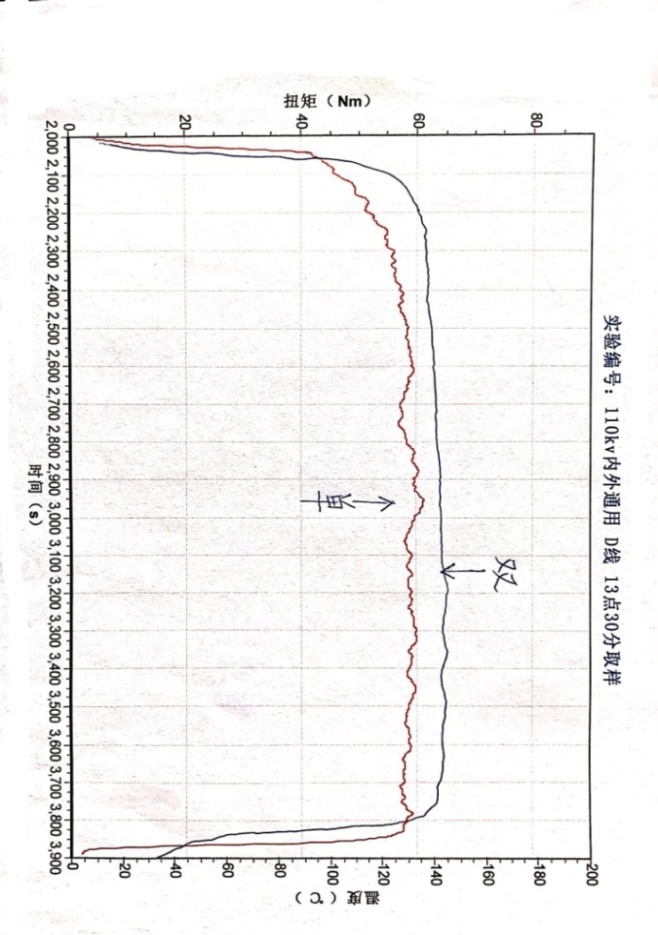 实验编号：110kv内外通用 D线 13点30分取样
扭矩（Nm）
0 20 40 60 80
双
单
2,000 2,100 2,200 2,300 2,400 2,500 2,600 2,700 2,800 2,900 3,000 3,100 3,200 3,300 3,400 3,500 3,600 3,700 3,800 3,900
时间（s）
0 20 40 60 80 100 120 140 160 180 200
温度（℃）